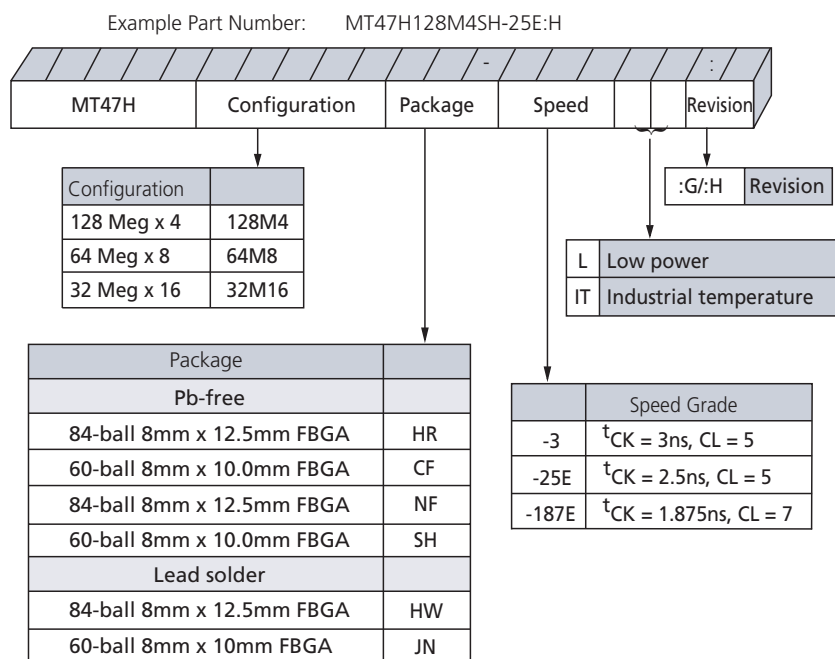 Example Part Number: MT47H128M4SH-25E:H
- :
MT47H Configuration Package Speed Revision
Configuration
128 Meg x 4 128M4
64 Meg x 8 64M8
32 Meg x 16 32M16
:G/:H Revision
L Low power
IT Industrial temperature
Package
Pb-free
84-ball 8mm x 12.5mm FBGA HR
60-ball 8mm x 10.0mm FBGA CF
84-ball 8mm x 12.5mm FBGA NF
60-ball 8mm x 10.0mm FBGA SH
Lead solder
84-ball 8mm x 12.5mm FBGA HW
60-ball 8mm x 10mm FBGA JN
Speed Grade
-3 tCK = 3ns, CL = 5
-25E tCK = 2.5ns, CL = 5
-187E tCK = 1.875ns, CL = 7